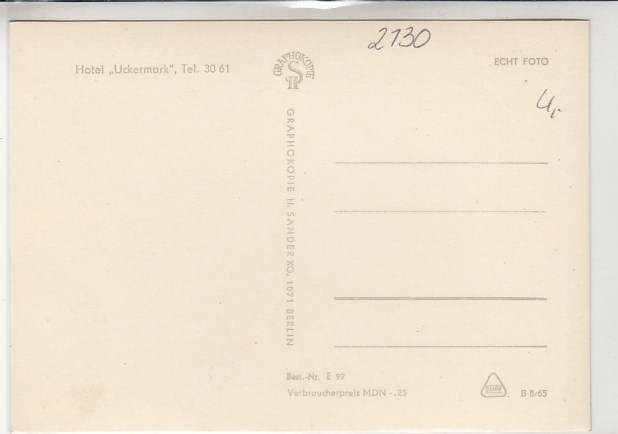 2130
Hotel „Uckermark", Tel. 30 61
GRAPHOKOPIE
ECHT FOTO
GRAPHOKOPIE H. SANDER KG, 1071 BERLIN
Best.-Nr. E 99
Verbraucherpreis MDN -,25
B 8/65